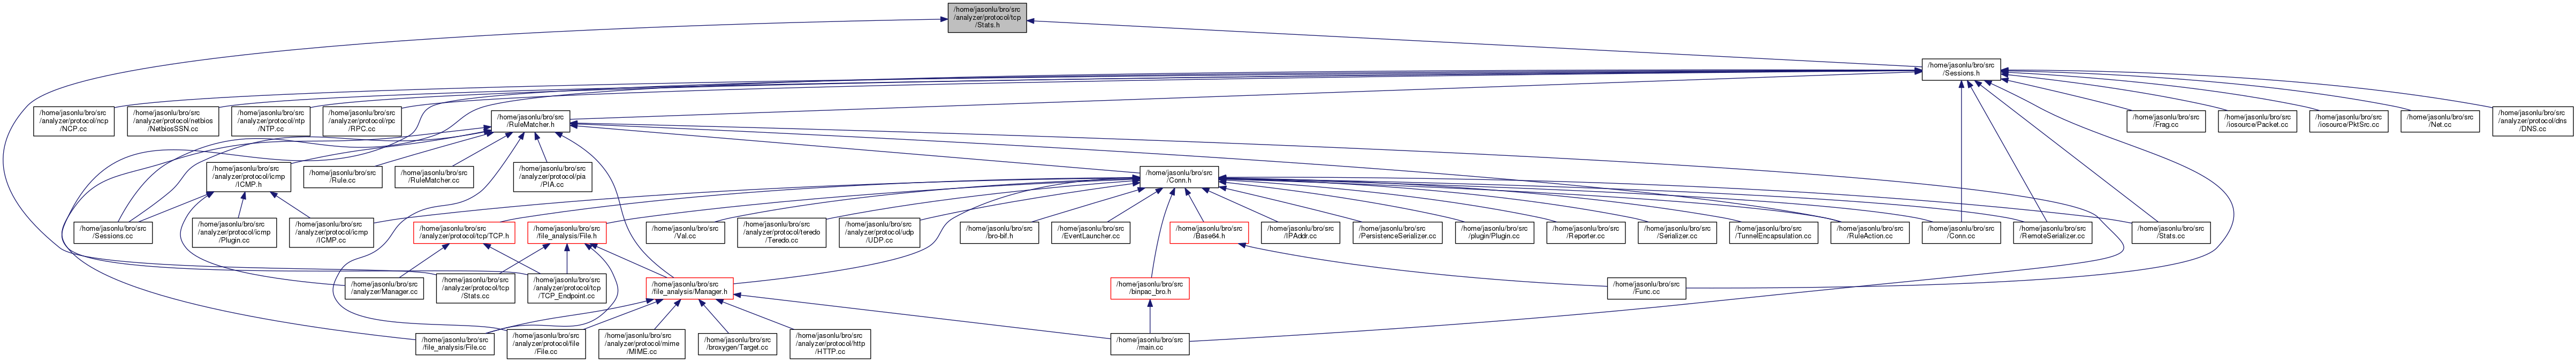 /home/jasonlu/bro/src
/analyzer/protocol/tcp
/Stats.h
/home/jasonlu/bro/src
/Sessions.h
/home/jasonlu/bro/src
/analyzer/protocol/ncp
/NCP.cc
/home/jasonlu/bro/src
/analyzer/protocol/netbios
/NetbiosSSN.cc
/home/jasonlu/bro/src
/analyzer/protocol/ntp
/NTP.cc
/home/jasonlu/bro/src
/analyzer/protocol/rpc
/RPC.cc
/home/jasonlu/bro/src
/RuleMatcher.h
/home/jasonlu/bro/src
/Frag.cc
/home/jasonlu/bro/src
/iosource/Packet.cc
/home/jasonlu/bro/src
/iosource/PktSrc.cc
/home/jasonlu/bro/src
/Net.cc
/home/jasonlu/bro/src
/analyzer/protocol/dns
/DNS.cc
/home/jasonlu/bro/src
/analyzer/protocol/icmp
/ICMP.h
/home/jasonlu/bro/src
/Rule.cc
/home/jasonlu/bro/src
/RuleMatcher.cc
/home/jasonlu/bro/src
/analyzer/protocol/pia
/PIA.cc
/home/jasonlu/bro/src
/Conn.h
/home/jasonlu/bro/src
/Sessions.cc
/home/jasonlu/bro/src
/analyzer/protocol/icmp
/Plugin.cc
/home/jasonlu/bro/src
/analyzer/protocol/icmp
/ICMP.cc
/home/jasonlu/bro/src
/analyzer/protocol/tcp/TCP.h
/home/jasonlu/bro/src
/file_analysis/File.h
/home/jasonlu/bro/src
/Val.cc
/home/jasonlu/bro/src
/analyzer/protocol/teredo
/Teredo.cc
/home/jasonlu/bro/src
/analyzer/protocol/udp
/UDP.cc
/home/jasonlu/bro/src
/bro-bif.h
/home/jasonlu/bro/src
/EventLauncher.cc
/home/jasonlu/bro/src
/Base64.h
/home/jasonlu/bro/src
/IPAddr.cc
/home/jasonlu/bro/src
/PersistenceSerializer.cc
/home/jasonlu/bro/src
/plugin/Plugin.cc
/home/jasonlu/bro/src
/Reporter.cc
/home/jasonlu/bro/src
/Serializer.cc
/home/jasonlu/bro/src
/TunnelEncapsulation.cc
/home/jasonlu/bro/src
/RuleAction.cc
/home/jasonlu/bro/src
/Conn.cc
/home/jasonlu/bro/src
/RemoteSerializer.cc
/home/jasonlu/bro/src
/Stats.cc
/home/jasonlu/bro/src
/analyzer/Manager.cc
/home/jasonlu/bro/src
/analyzer/protocol/tcp
/Stats.cc
/home/jasonlu/bro/src
/analyzer/protocol/tcp
/TCP_Endpoint.cc
/home/jasonlu/bro/src
/file_analysis/Manager.h
/home/jasonlu/bro/src
/binpac_bro.h
/home/jasonlu/bro/src
/Func.cc
/home/jasonlu/bro/src
/file_analysis/File.cc
/home/jasonlu/bro/src
/analyzer/protocol/file
/File.cc
/home/jasonlu/bro/src
/analyzer/protocol/mime
/MIME.cc
/home/jasonlu/bro/src
/broxygen/Target.cc
/home/jasonlu/bro/src
/analyzer/protocol/http
/HTTP.cc
/home/jasonlu/bro/src
/main.cc